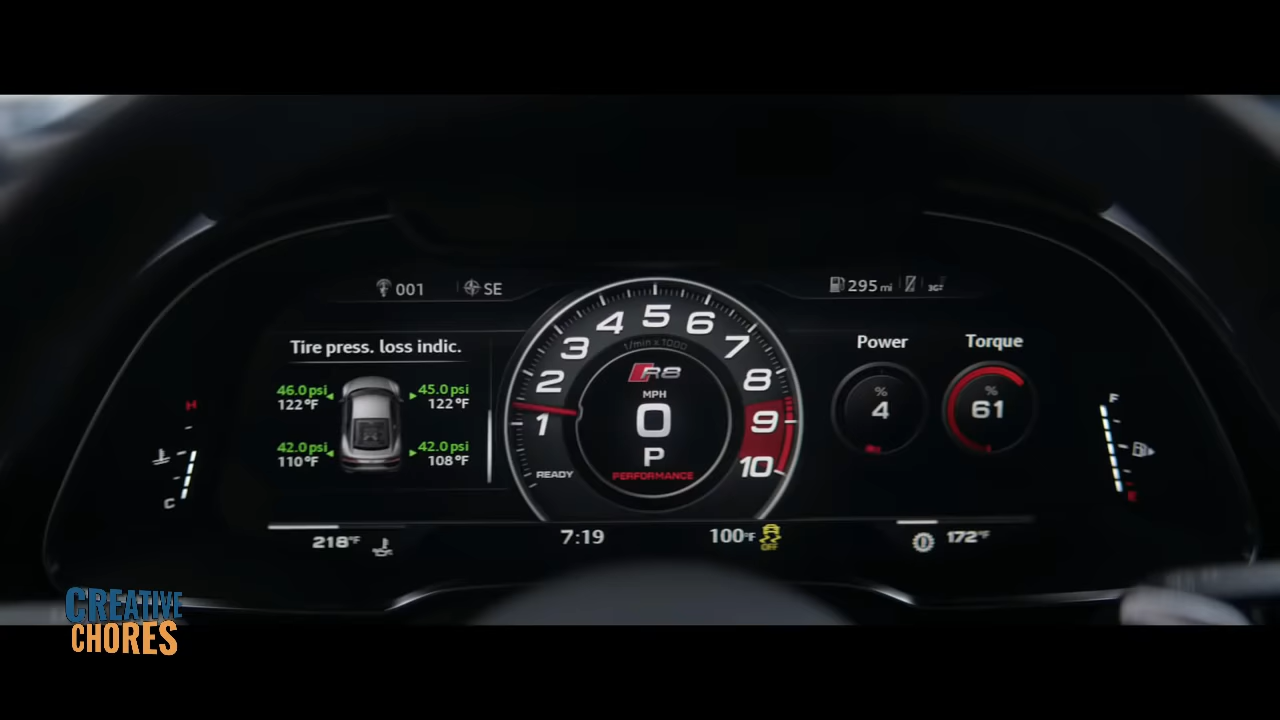 001 SE
295 mi
Tire press. loss indic.
46.0 psi 45.0 psi
122°F 122°F
42.0 psi 42.0 psi
110°F 108°F
H
C
1 2 3 4 5 6 7 8 9 10
1/min x 1000
R8
MPH
0
P
PERFORMANCE
READY
Power Torque
% %
4 61
F
218°F 7:19 100°F OFF 172°F
CREATIVE
CHORES